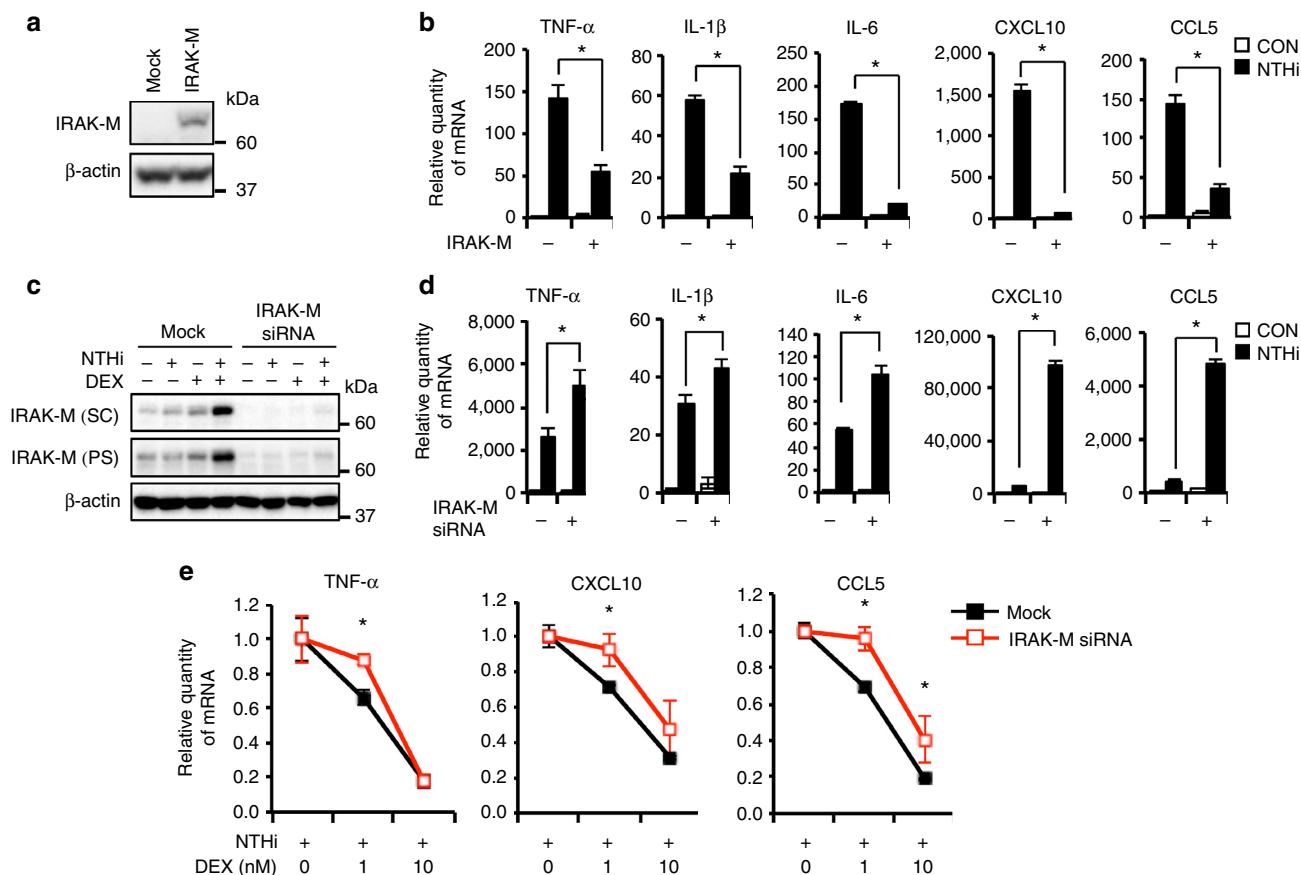 a
Mock
IRAK-M
kDa
IRAK-M
60
β-actin
37
b
TNF-α
IL-1β
IL-6
CXCL10
CCL5
CON
NTHi
Relative quantity
of mRNA
200
150
100
50
0
80
60
40
20
0
250
200
150
100
50
0
2,000
1,500
1,000
500
0
200
150
100
50
0
* * * * *
IRAK-M – + – + – + – + – +
c
Mock
IRAK-M
siRNA
NTHi – + – + – + – +
DEX – – + + – – + +
kDa
IRAK-M (SC)
60
IRAK-M (PS)
60
β-actin
37
d
TNF-α
IL-1β
IL-6
CXCL10
CCL5
CON
NTHi
Relative quantity
of mRNA
8,000
6,000
4,000
2,000
0
60
40
20
0
140
120
100
80
60
40
20
0
120,000
80,000
40,000
0
6,000
4,000
2,000
0
* * * * *
IRAK-M
siRNA
– + – + – + – + – +
e
TNF-α
CXCL10
CCL5
Mock
IRAK-M siRNA
Relative quantity
of mRNA
1.2
1.0
0.8
0.6
0.4
0.2
0.0
1.2
1.0
0.8
0.6
0.4
0.2
0.0
1.2
1.0
0.8
0.6
0.4
0.2
0.0
* * * *
NTHi + + + + + + + + +
DEX (nM) 0 1 10 0 1 10 0 1 10